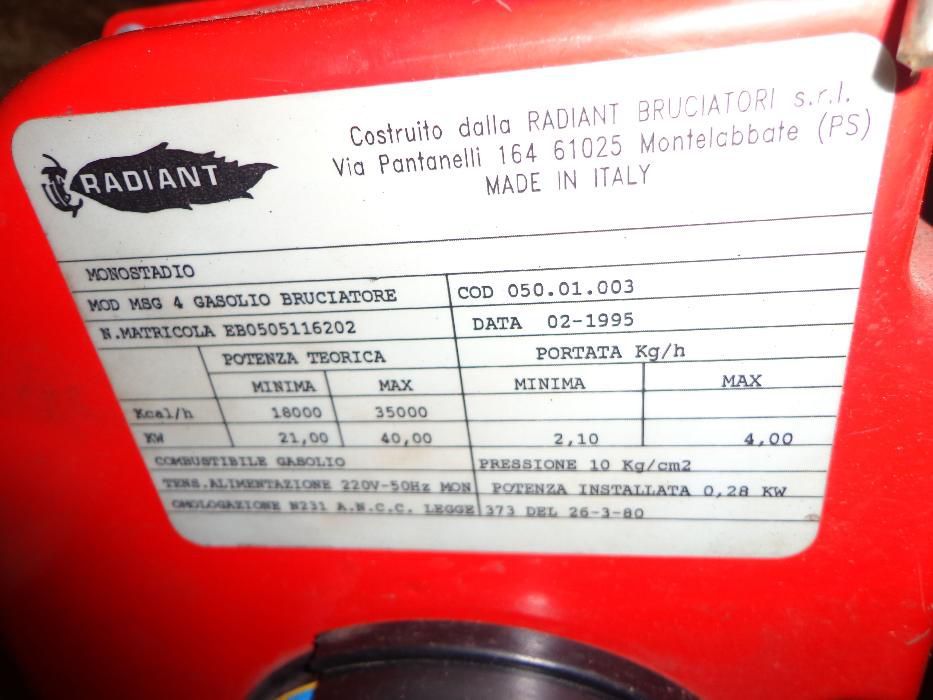 RADIANT
Costruito dalla RADIANT BRUCIATORI s.r.l.
Via Pantanelli 164 61025 Montelabbate (PS)
MADE IN ITALY
MONOSTADIO
MOD MSG 4 GASOLIO BRUCIATORE COD 050.01.003
N.MATRICOLA EB0505116202 DATA 02-1995
POTENZA TEORICA PORTATA Kg/h
MINIMA MAX MINIMA MAX
Kcal/h 18000 35000
KW 21,00 40,00 2,10 4,00
COMBUSTIBILE GASOLIO PRESSIONE 10 Kg/cm2
TENS.ALIMENTAZIONE 220V-50Hz MON POTENZA INSTALLATA 0,28 KW
OMOLOGAZIONE N231 A.N.C.C. LEGGE 373 DEL 26-3-80